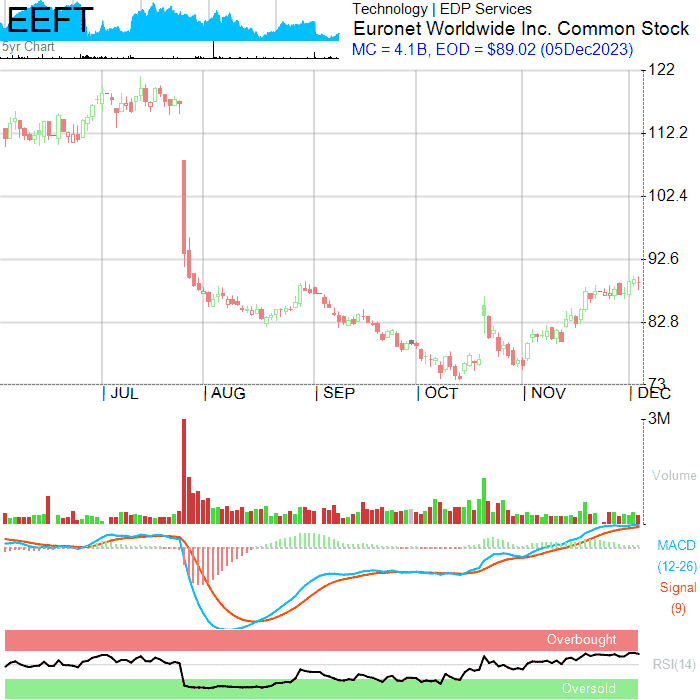 EEFT
5yr Chart
Technology | EDP Services
Euronet Worldwide Inc. Common Stock
MC = 4.1B, EOD = $89.02 (05Dec2023)
122
112.2
102.4
92.6
82.8
73
JUL AUG SEP OCT NOV DEC
3M
Volume
MACD
(12-26)
Signal
(9)
Overbought
RSI(14)
Oversold